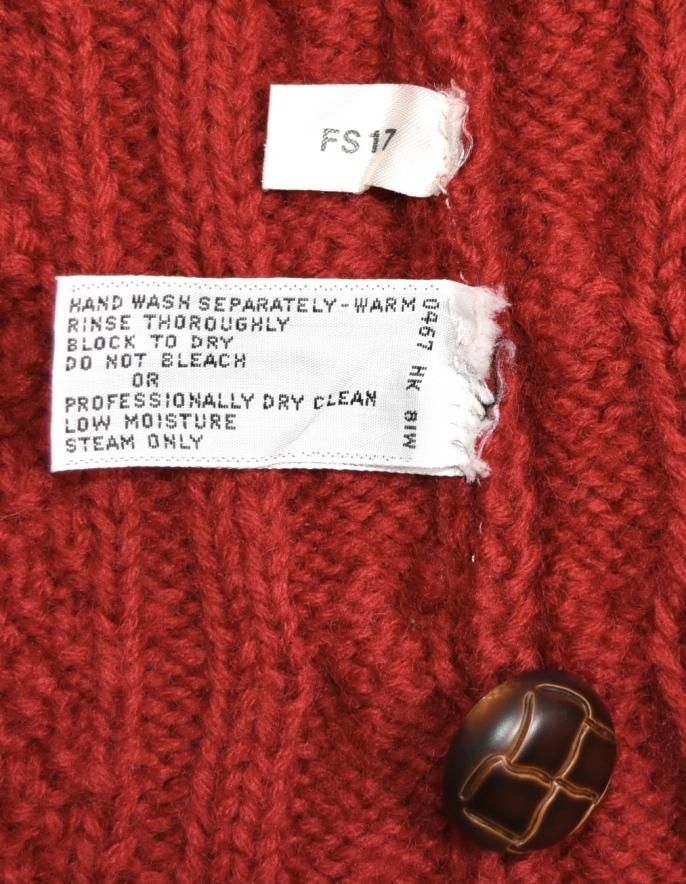 FS 17
HAND WASH SEPARATELY-WARM
RINSE THOROUGHLY
BLOCK TO DRY
DO NOT BLEACH
OR
PROFESSIONALLY DRY CLEAN
LOW MOISTURE
STEAM ONLY
0467 HK 8IW